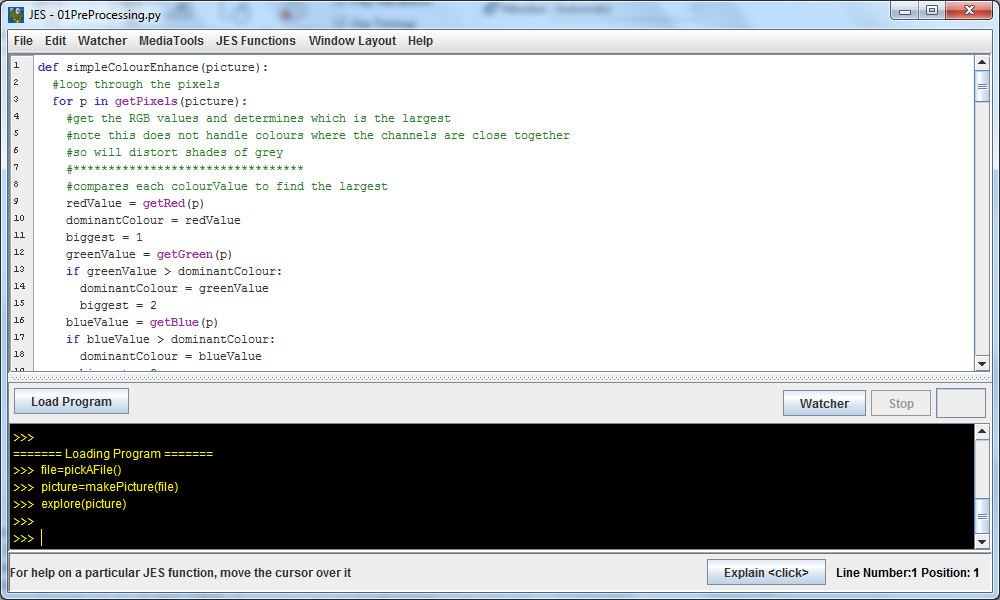 JES - 01PreProcessing.py
File Edit Watcher MediaTools JES Functions Window Layout Help
1 def simpleColourEnhance(picture):
2 #loop through the pixels
3 for p in getPixels(picture):
4 #get the RGB values and determines which is the largest
5 #note this does not handle colours where the channels are close together
6 #so will distort shades of grey
7 #*********************************
8 #compares each colourValue to find the largest
9 redValue = getRed(p)
10 dominantColour = redValue
11 biggest = 1
12 greenValue = getGreen(p)
13 if greenValue > dominantColour:
14 dominantColour = greenValue
15 biggest = 2
16 blueValue = getBlue(p)
17 if blueValue > dominantColour:
18 dominantColour = blueValue
Load Program Watcher Stop
>>>
======= Loading Program =======
>>> file=pickAFile()
>>> picture=makePicture(file)
>>> explore(picture)
>>>
>>>
For help on a particular JES function, move the cursor over it Explain <click> Line Number:1 Position: 1